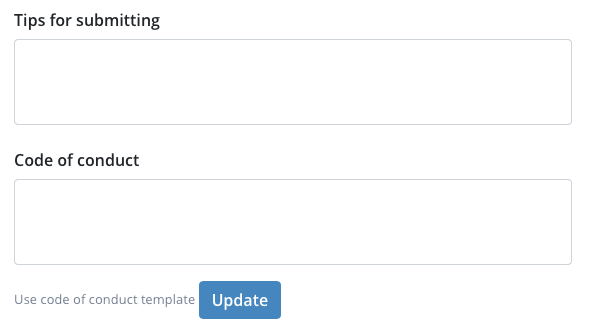 Tips for submitting
Code of conduct
Use code of conduct template Update